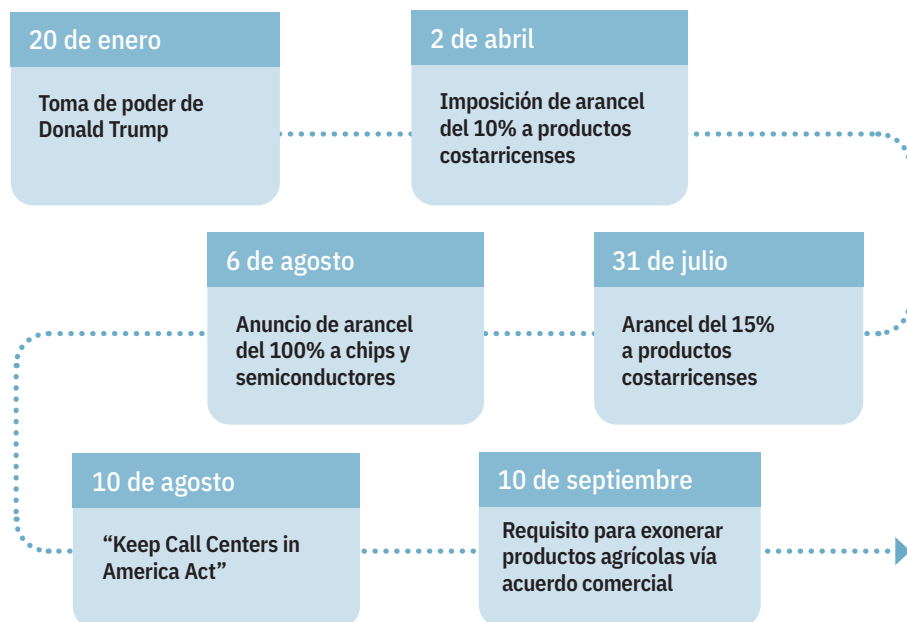 20 de enero
Toma de poder de
Donald Trump
2 de abril
Imposición de arancel
del 10% a productos
costarricenses
31 de julio
Arancel del 15%
a productos
costarricenses
6 de agosto
Anuncio de arancel
del 100% a chips y
semiconductores
10 de agosto
“Keep Call Centers in
America Act”
10 de septiembre
Requisito para exonerar
productos agrícolas vía
acuerdo comercial